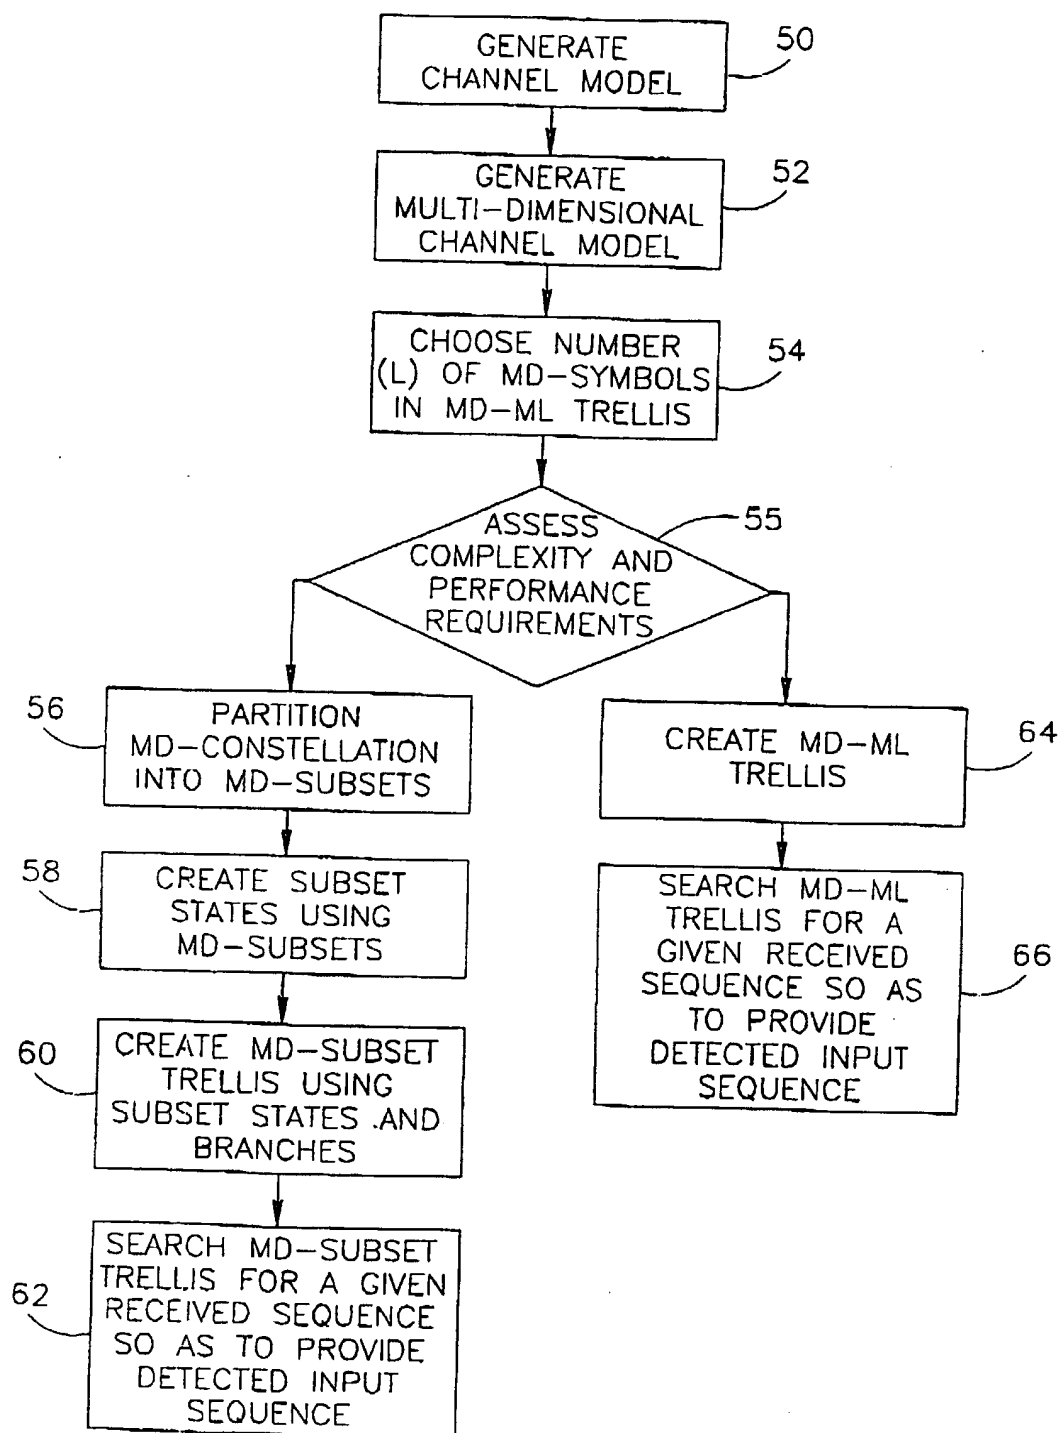 GENERATE
CHANNEL MODEL
50
GENERATE
MULTI-DIMENSIONAL
CHANNEL MODEL
52
CHOOSE NUMBER
(L) OF MD-SYMBOLS
IN MD-ML TRELLIS
54
ASSESS
COMPLEXITY AND
PERFORMANCE
REQUIREMENTS
55
56
PARTITION
MD-CONSTELLATION
INTO MD-SUBSETS
58
CREATE SUBSET
STATES USING
MD-SUBSETS
60
CREATE MD-SUBSET
TRELLIS USING
SUBSET STATES AND
BRANCHES
62
SEARCH MD-SUBSET
TRELLIS FOR A GIVEN
RECEIVED SEQUENCE
SO AS TO PROVIDE
DETECTED INPUT
SEQUENCE
CREATE MD-ML
TRELLIS
64
SEARCH MD-ML
TRELLIS FOR A
GIVEN RECEIVED
SEQUENCE SO AS
TO PROVIDE
DETECTED INPUT
SEQUENCE
66